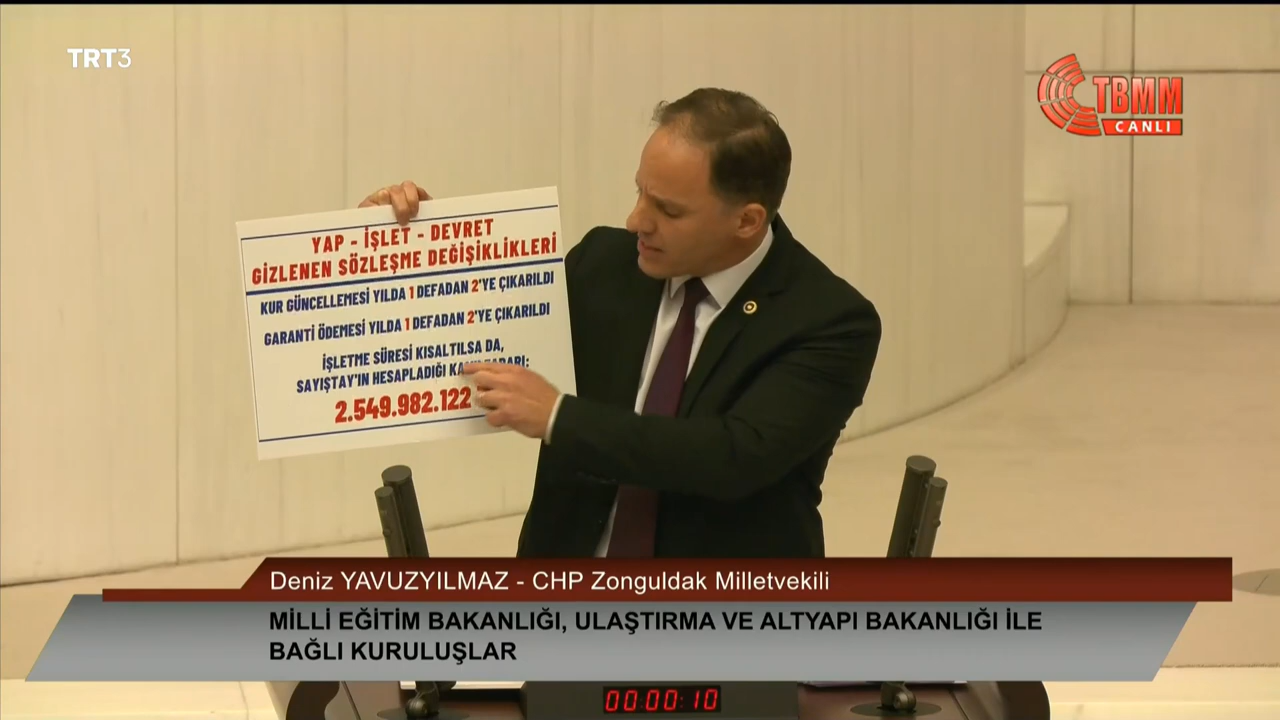 TRT3
TBMM
CANLI
YAP - İŞLET - DEVRET
GİZLENEN SÖZLEŞME DEĞİŞİKLİKLERİ
KUR GÜNCELLEMESİ YILDA 1 DEFADAN 2'YE ÇIKARILDI
GARANTİ ÖDEMESİ YILDA 1 DEFADAN 2'YE ÇIKARILDI
İŞLETME SÜRESİ KISALTILSA DA,
SAYIŞTAY'IN HESAPLADIĞI
2.549.982.122
Deniz YAVUZYILMAZ - CHP Zonguldak Milletvekili
MİLLİ EĞİTİM BAKANLIĞI, ULAŞTIRMA VE ALTYAPI BAKANLIĞI İLE
BAĞLI KURULUŞLAR
00:00:10